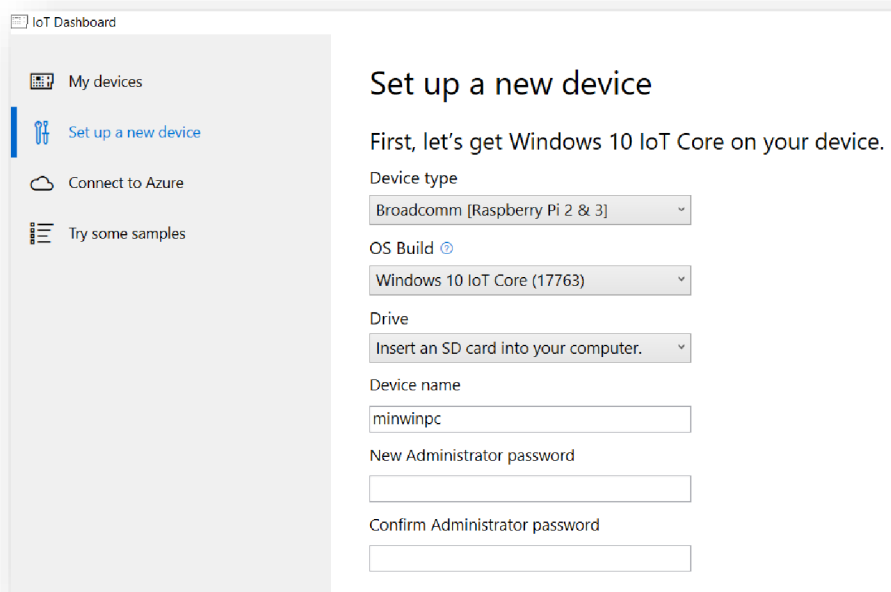 IoT Dashboard
My devices
Set up a new device
Connect to Azure
Try some samples
Set up a new device
First, let's get Windows 10 IoT Core on your device.
Device type
Broadcomm [Raspberry Pi 2 & 3]
OS Build ?
Windows 10 IoT Core (17763)
Drive
Insert an SD card into your computer.
Device name
minwinpc
New Administrator password
Confirm Administrator password